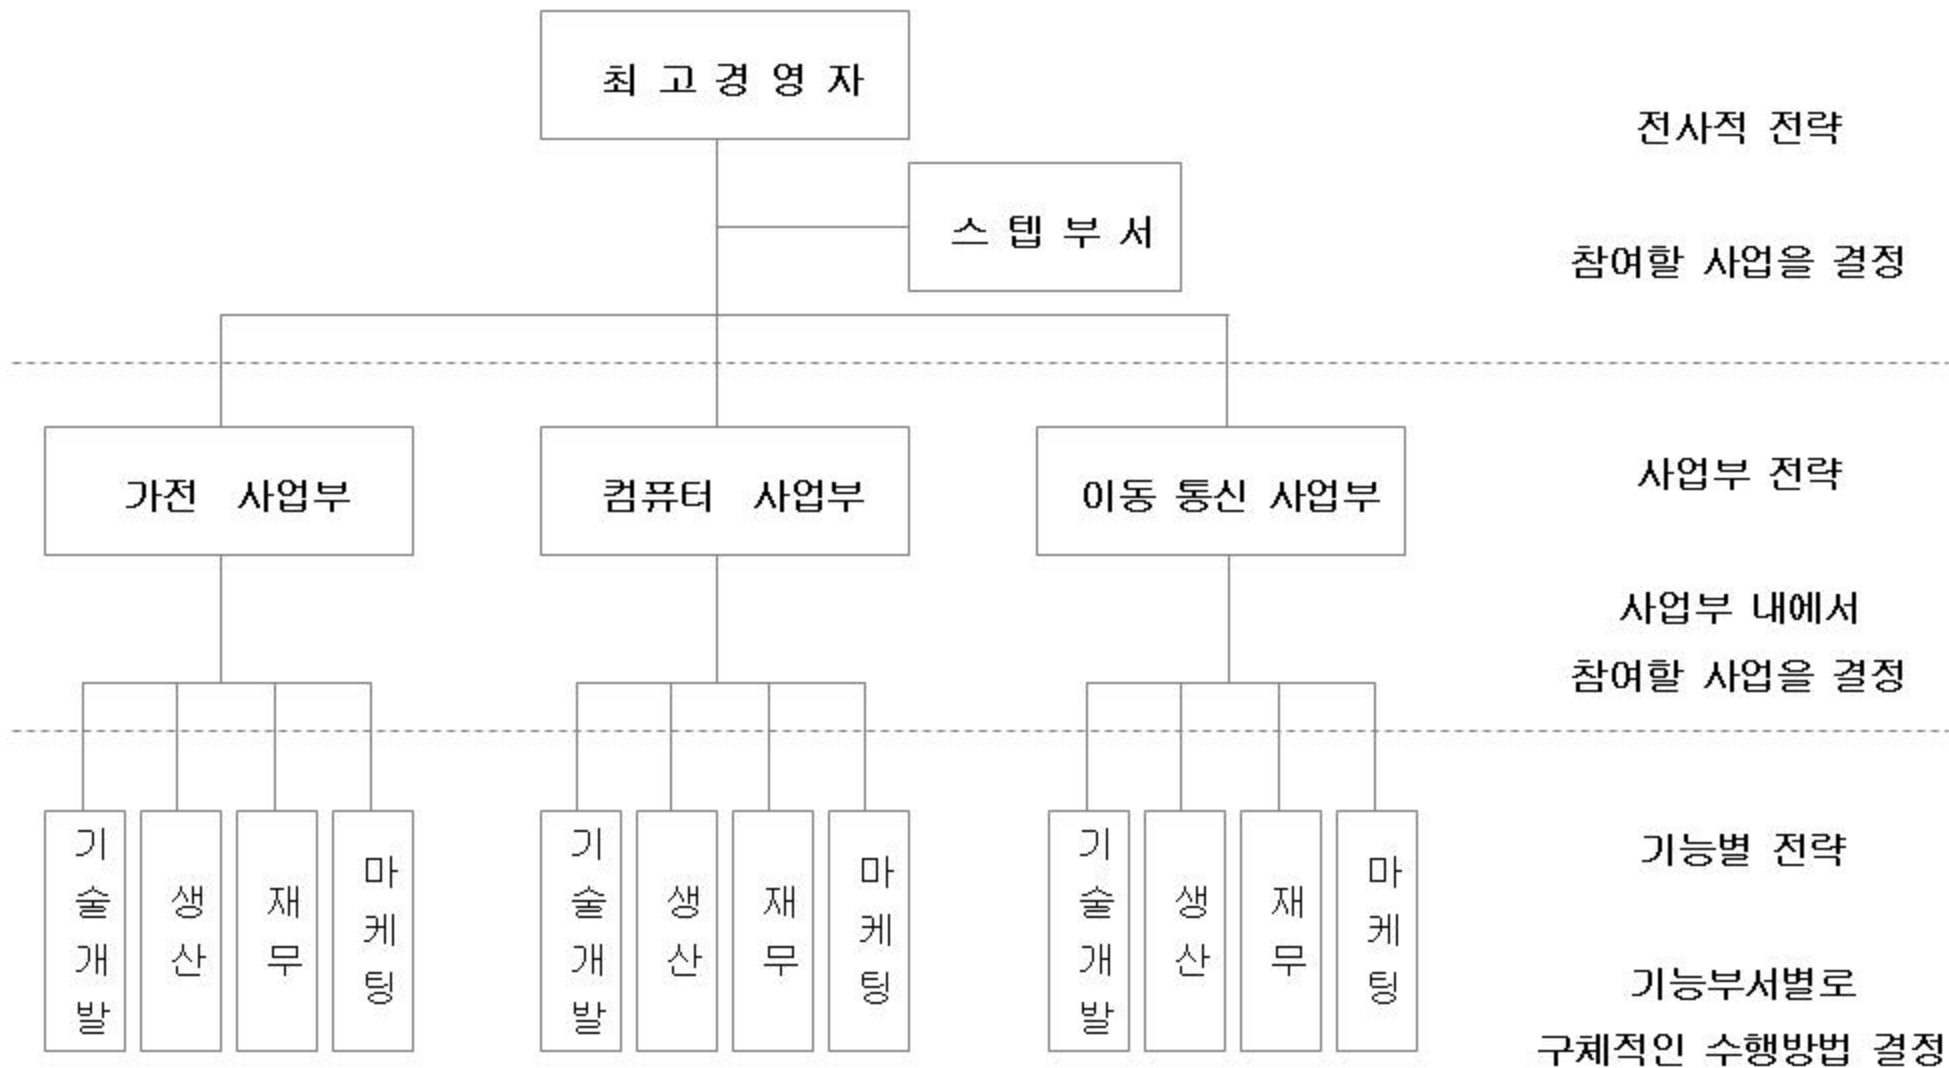 최 고 경 영 자
전사적 전략
스 텝 부 서
참여할 사업을 결정
가전 사업부
컴퓨터 사업부
이동 통신 사업부
사업부 전략
사업부 내에서
참여할 사업을 결정
기술개발
생산
재무
마케팅
기술개발
생산
재무
마케팅
기술개발
생산
재무
마케팅
기능별 전략
기능부서별로
구체적인 수행방법 결정